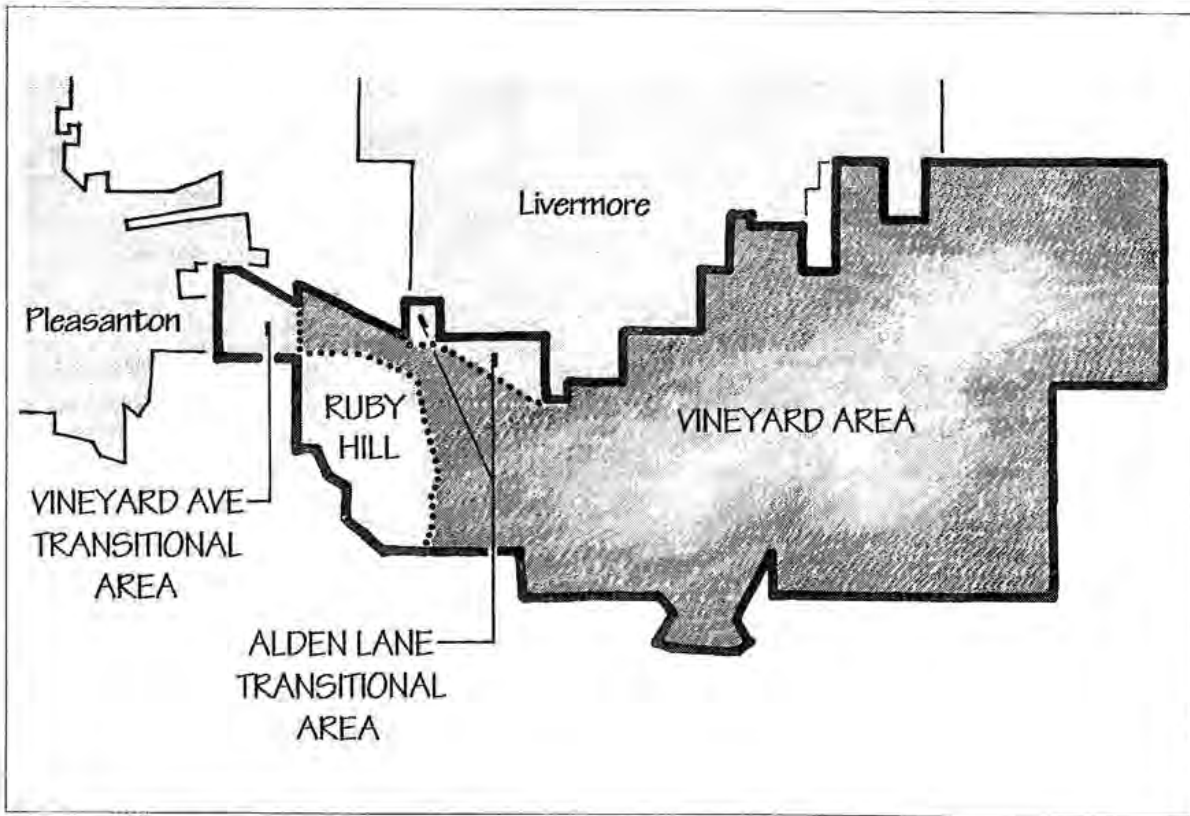 Livermore
Pleasanton
RUBY
HILL
VINEYARD AREA
VINEYARD AVE
TRANSITIONAL
AREA
ALDEN LANE
TRANSITIONAL
AREA